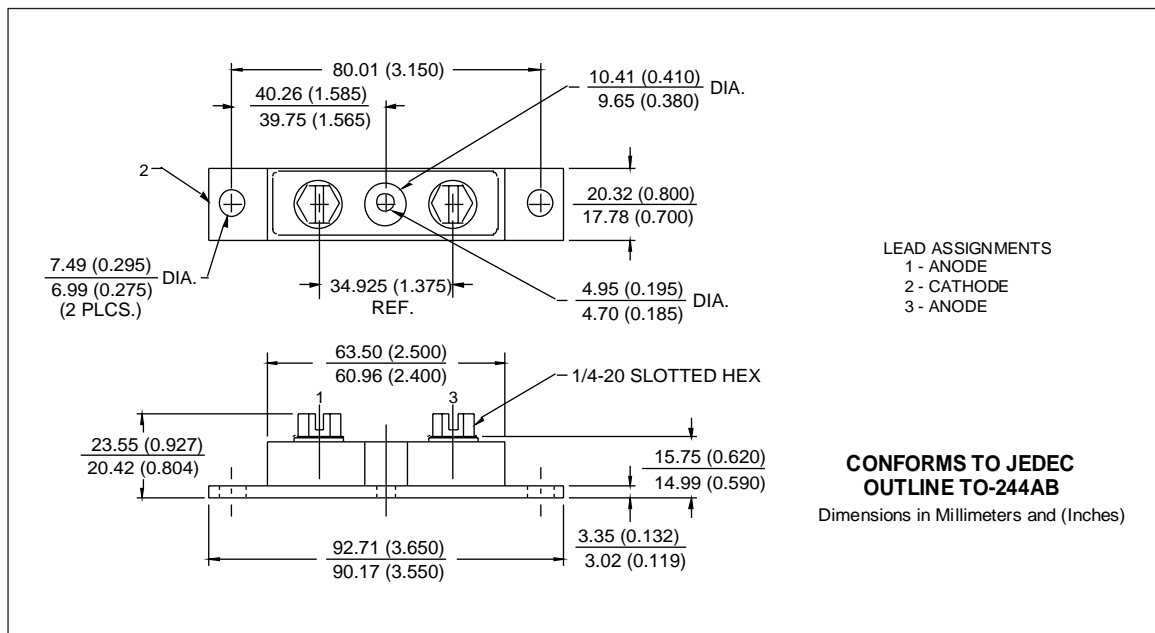 80.01 (3.150)
40.26 (1.585)
39.75 (1.565)
10.41 (0.410)
9.65 (0.380)
DIA.
2
20.32 (0.800)
17.78 (0.700)
7.49 (0.295)
6.99 (0.275)
DIA.
(2 PLCS.)
34.925 (1.375)
REF.
4.95 (0.195)
4.70 (0.185)
DIA.
LEAD ASSIGNMENTS
1 - ANODE
2 - CATHODE
3 - ANODE
63.50 (2.500)
60.96 (2.400)
1/4-20 SLOTTED HEX
1
3
23.55 (0.927)
20.42 (0.804)
15.75 (0.620)
14.99 (0.590)
CONFORMS TO JEDEC
OUTLINE TO-244AB
Dimensions in Millimeters and (Inches)
92.71 (3.650)
90.17 (3.550)
3.35 (0.132)
3.02 (0.119)